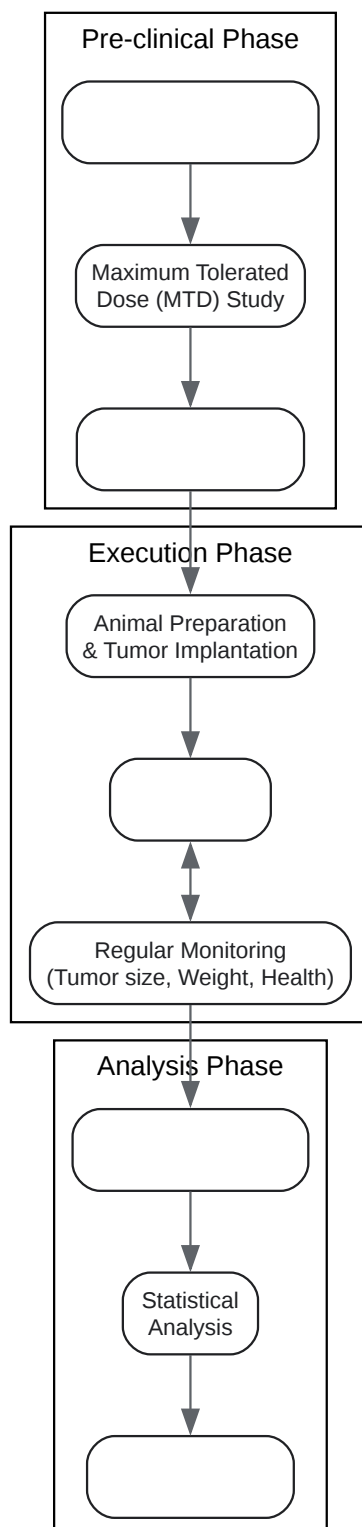 Pre-clinical Phase
Maximum Tolerated
Dose (MTD) Study
Execution Phase
Animal Preparation
& Tumor Implantation
Regular Monitoring
(Tumor size, Weight, Health)
Analysis Phase
Statistical
Analysis